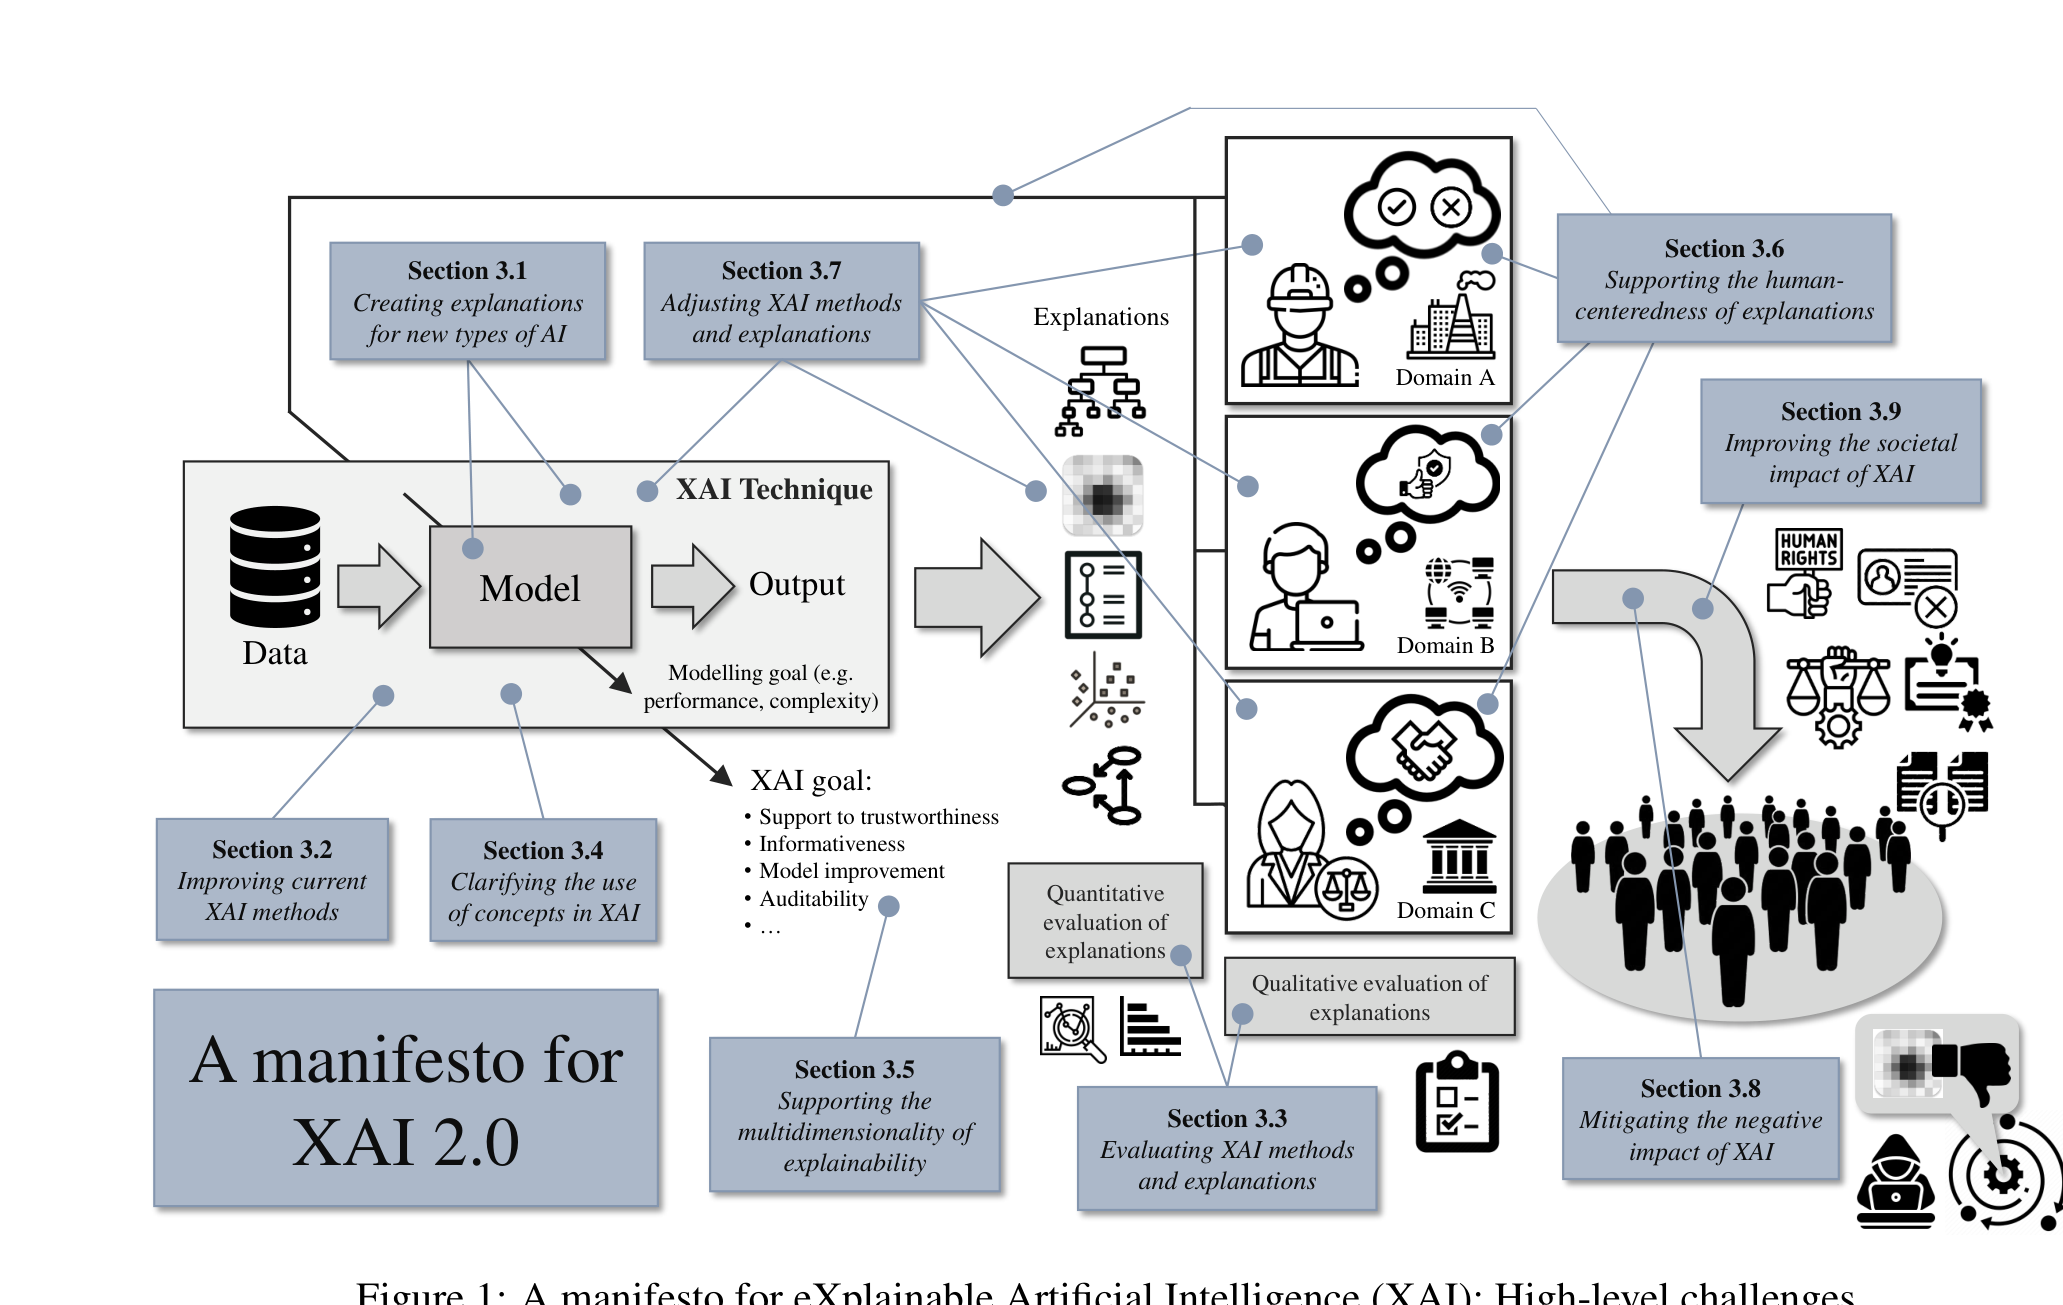 Section 3.1
Creating explanations
for new types of AI
Section 3.7
Adjusting XAI methods
and explanations
Explanations
Domain A
Section 3.6
Supporting the human-
centeredness of explanations
Section 3.9
Improving the societal
impact of XAI
XAI Technique
Data
Model
Output
Modelling goal (e.g.
performance, complexity)
Domain B
HUMAN
RIGHTS
XAI goal:
• Support to trustworthiness
• Informativeness
• Model improvement
• Auditability
• …
Section 3.2
Improving current
XAI methods
Section 3.4
Clarifying the use
of concepts in XAI
Domain C
Quantitative
evaluation of
explanations
Qualitative evaluation of
explanations
A manifesto for
XAI 2.0
Section 3.5
Supporting the
multidimensionality of
explainability
Section 3.3
Evaluating XAI methods
and explanations
Section 3.8
Mitigating the negative
impact of XAI
Figure 1: A manifesto for eXplainable Artificial Intelligence (XAI): High-level challenges